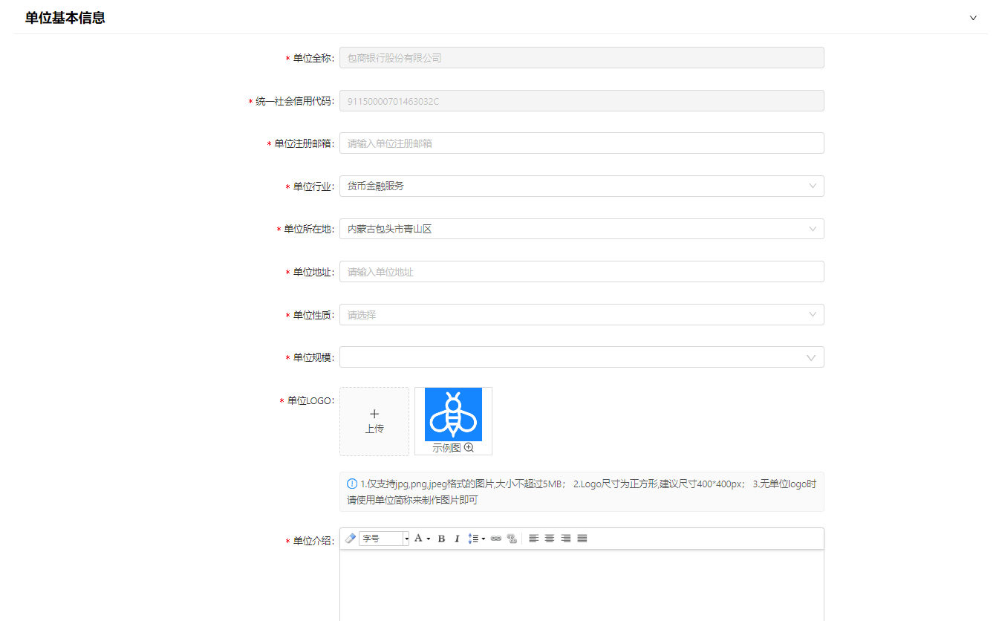 单位基本信息
* 单位全称: 包商银行股份有限公司
* 统一社会信用代码: 91150000701463032C
* 单位注册邮箱: 请输入单位注册邮箱
* 单位行业: 货币金融服务
* 单位所在地: 内蒙古包头市青山区
* 单位地址: 请输入单位地址
* 单位性质: 请选择
* 单位规模:
* 单位LOGO:
上传
示例图
1.仅支持jpg,png,jpeg格式的图片,大小不超过5MB； 2.Logo尺寸为正方形,建议尺寸400*400px； 3.无单位logo时
请使用单位简称来制作图片即可
* 单位介绍: 字号 A B I